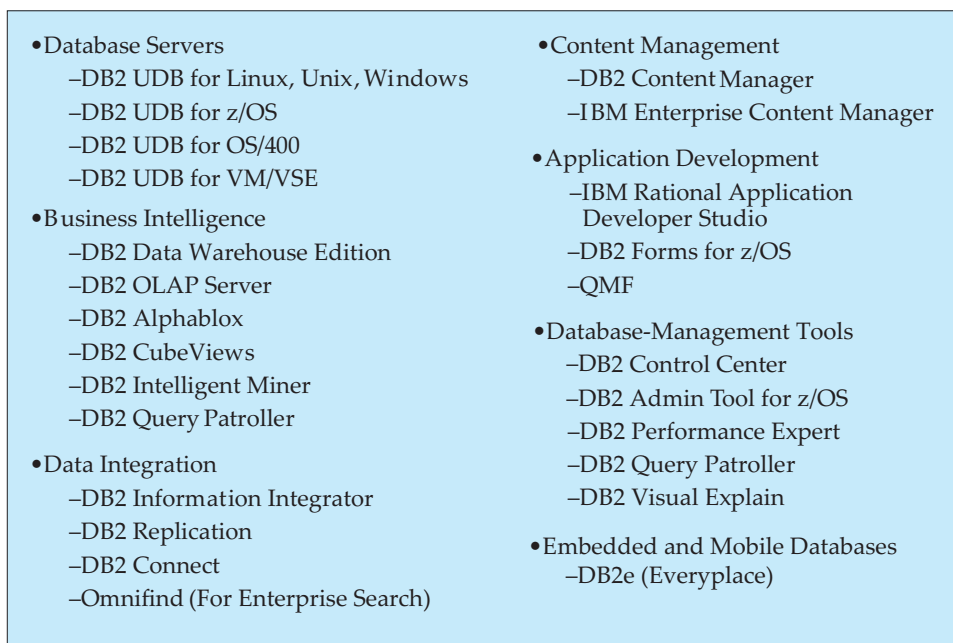 •Database Servers
–DB2 UDB for Linux, Unix, Windows
–DB2 UDB for z/OS
–DB2 UDB for OS/400
–DB2 UDB for VM/VSE
•Business Intelligence
–DB2 Data Warehouse Edition
–DB2 OLAP Server
–DB2 Alphablox
–DB2 CubeViews
–DB2 Intelligent Miner
–DB2 Query Patroller
•Data Integration
–DB2 Information Integrator
–DB2 Replication
–DB2 Connect
–Omnifind (For Enterprise Search)
•Content Management
–DB2 Content Manager
–IBM Enterprise Content Manager
•Application Development
–IBM Rational Application
Developer Studio
–DB2 Forms for z/OS
–QMF
•Database-Management Tools
–DB2 Control Center
–DB2 Admin Tool for z/OS
–DB2 Performance Expert
–DB2 Query Patroller
–DB2 Visual Explain
•Embedded and Mobile Databases
–DB2e (Everyplace)